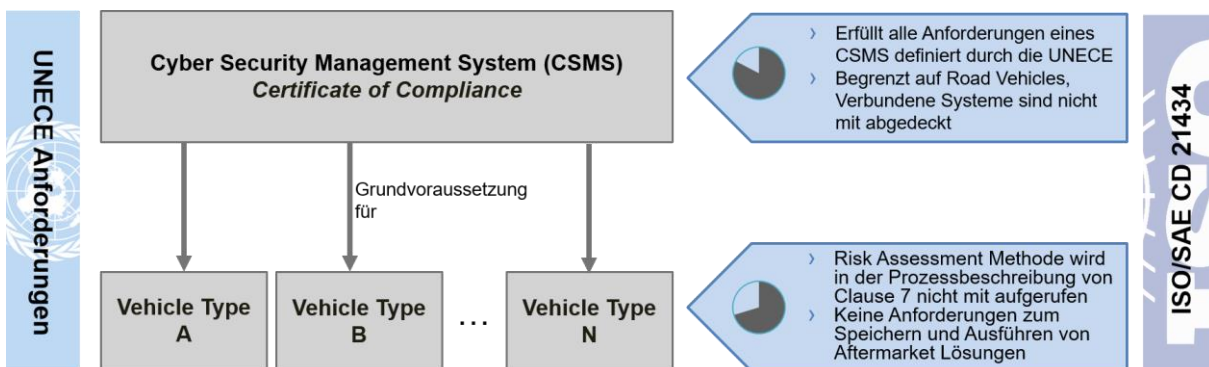 UNECE Anforderungen
Cyber Security Management System (CSMS)
Certificate of Compliance
Grundvoraussetzung
für
Vehicle Type
A
Vehicle Type
B
...
Vehicle Type
N
› Erfüllt alle Anforderungen eines
CSMS definiert durch die UNECE
› Begrenzt auf Road Vehicles,
Verbundene Systeme sind nicht
mit abgedeckt
› Risk Assessment Methode wird
in der Prozessbeschreibung von
Clause 7 nicht mit aufgerufen
› Keine Anforderungen zum
Speichern und Ausführen von
Aftermarket Lösungen
ISO/SAE CD 21434